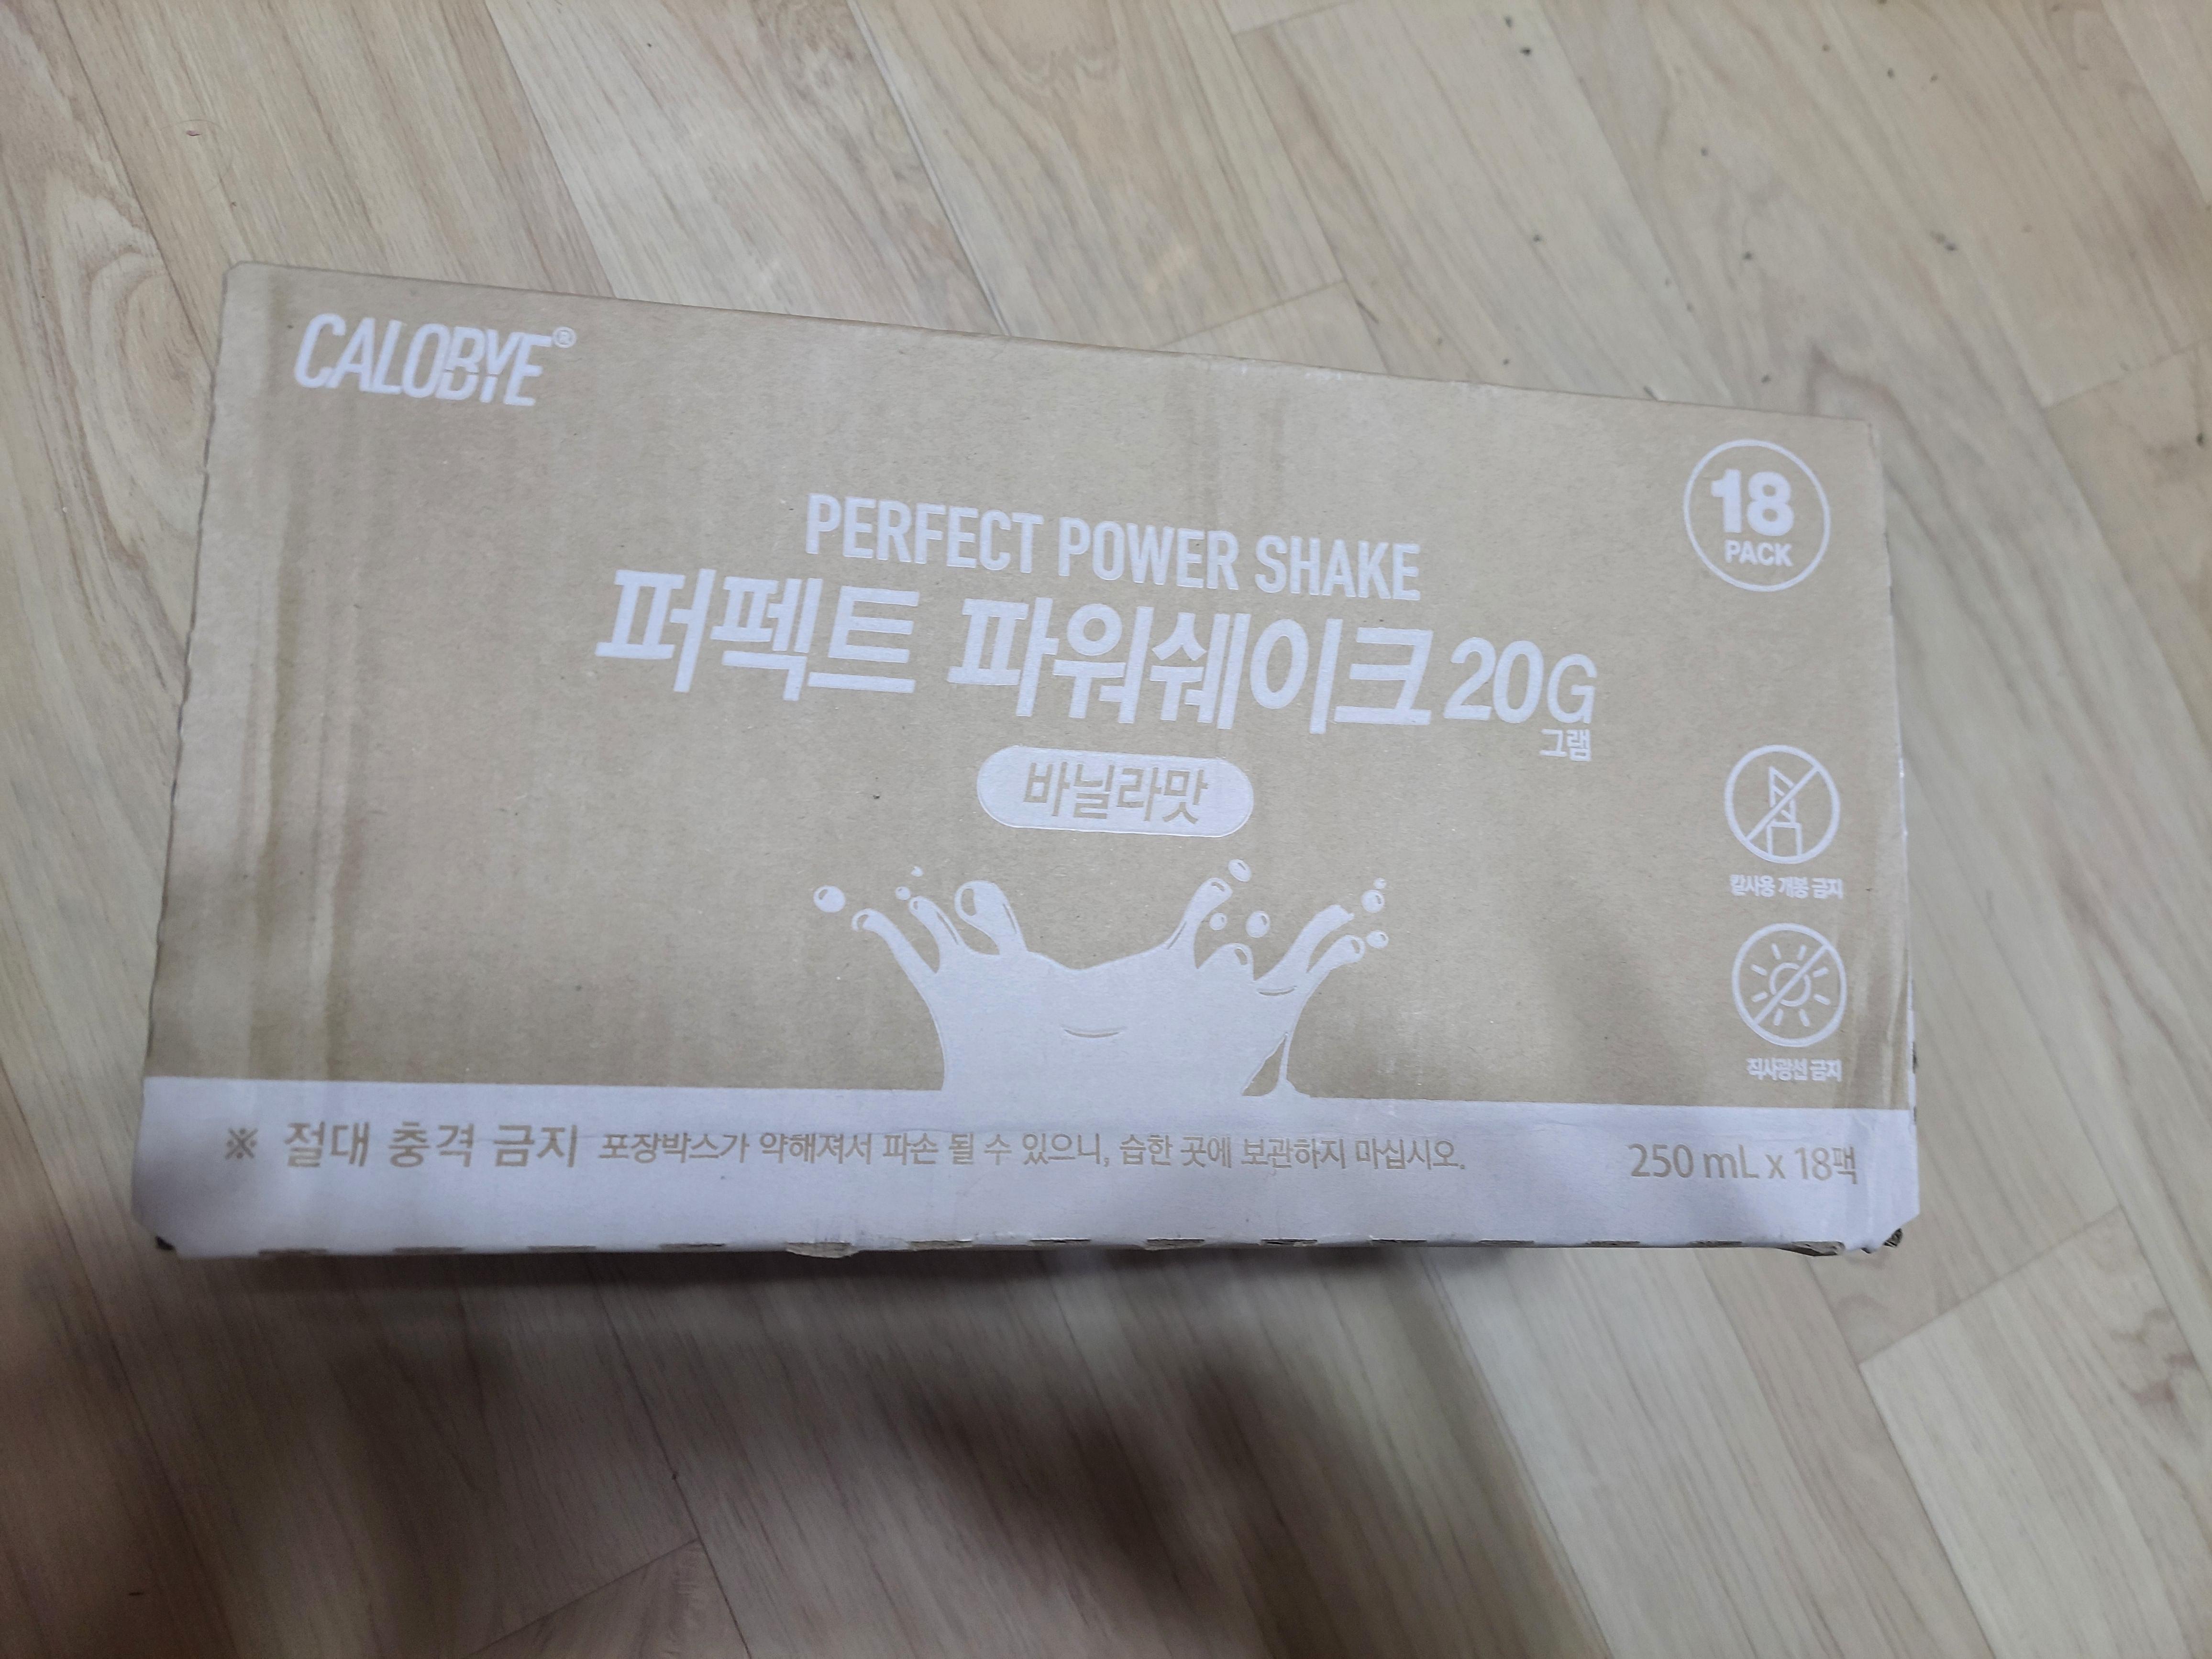 CALOBYE®
18
PACK
PERFECT POWER SHAKE
퍼펙트 파워쉐이크 20G
그램
바닐라맛
칼사용 개봉 금지
직사광선 금지
※ 절대 충격 금지 포장박스가 약해져서 파손 될 수 있으니, 습한 곳에 보관하지 마십시오.
250 mL x 18팩